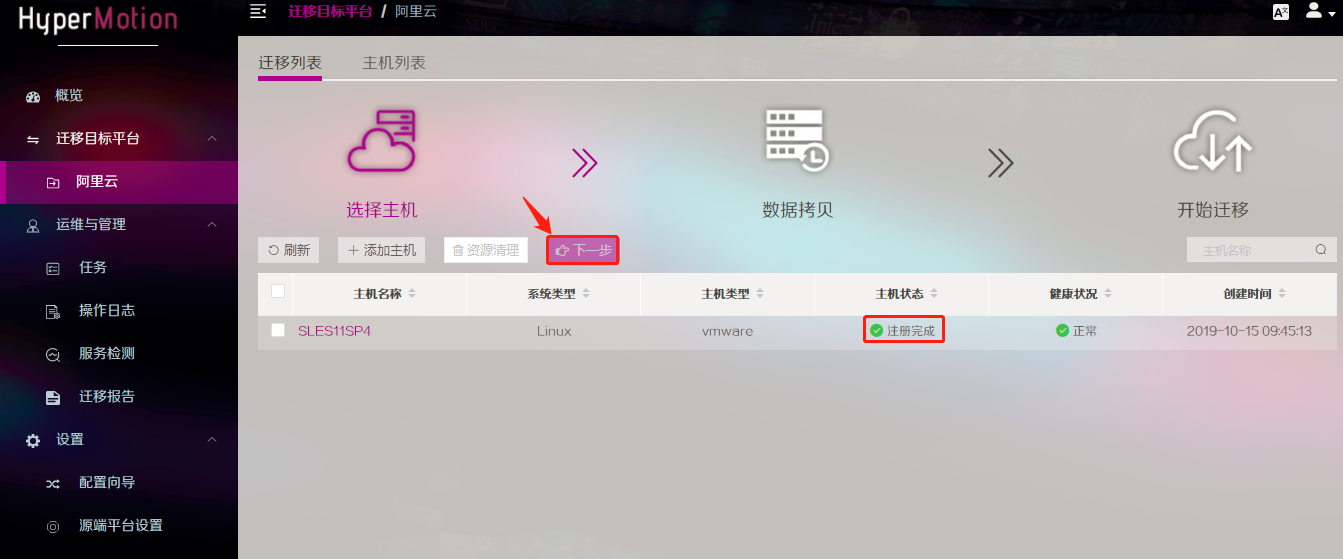 HyperMotion
迁移目标平台 / 阿里云
概览
迁移目标平台
阿里云
运维与管理
任务
操作日志
服务检测
迁移报告
设置
配置向导
源端平台设置
迁移列表 主机列表
选择主机 数据拷贝 开始迁移
刷新 添加主机 资源清理 下一步 主机名称
主机名称 系统类型 主机类型 主机状态 健康状况 创建时间
SLES11SP4 Linux vmware 注册完成 正常 2019-10-15 09:45:13